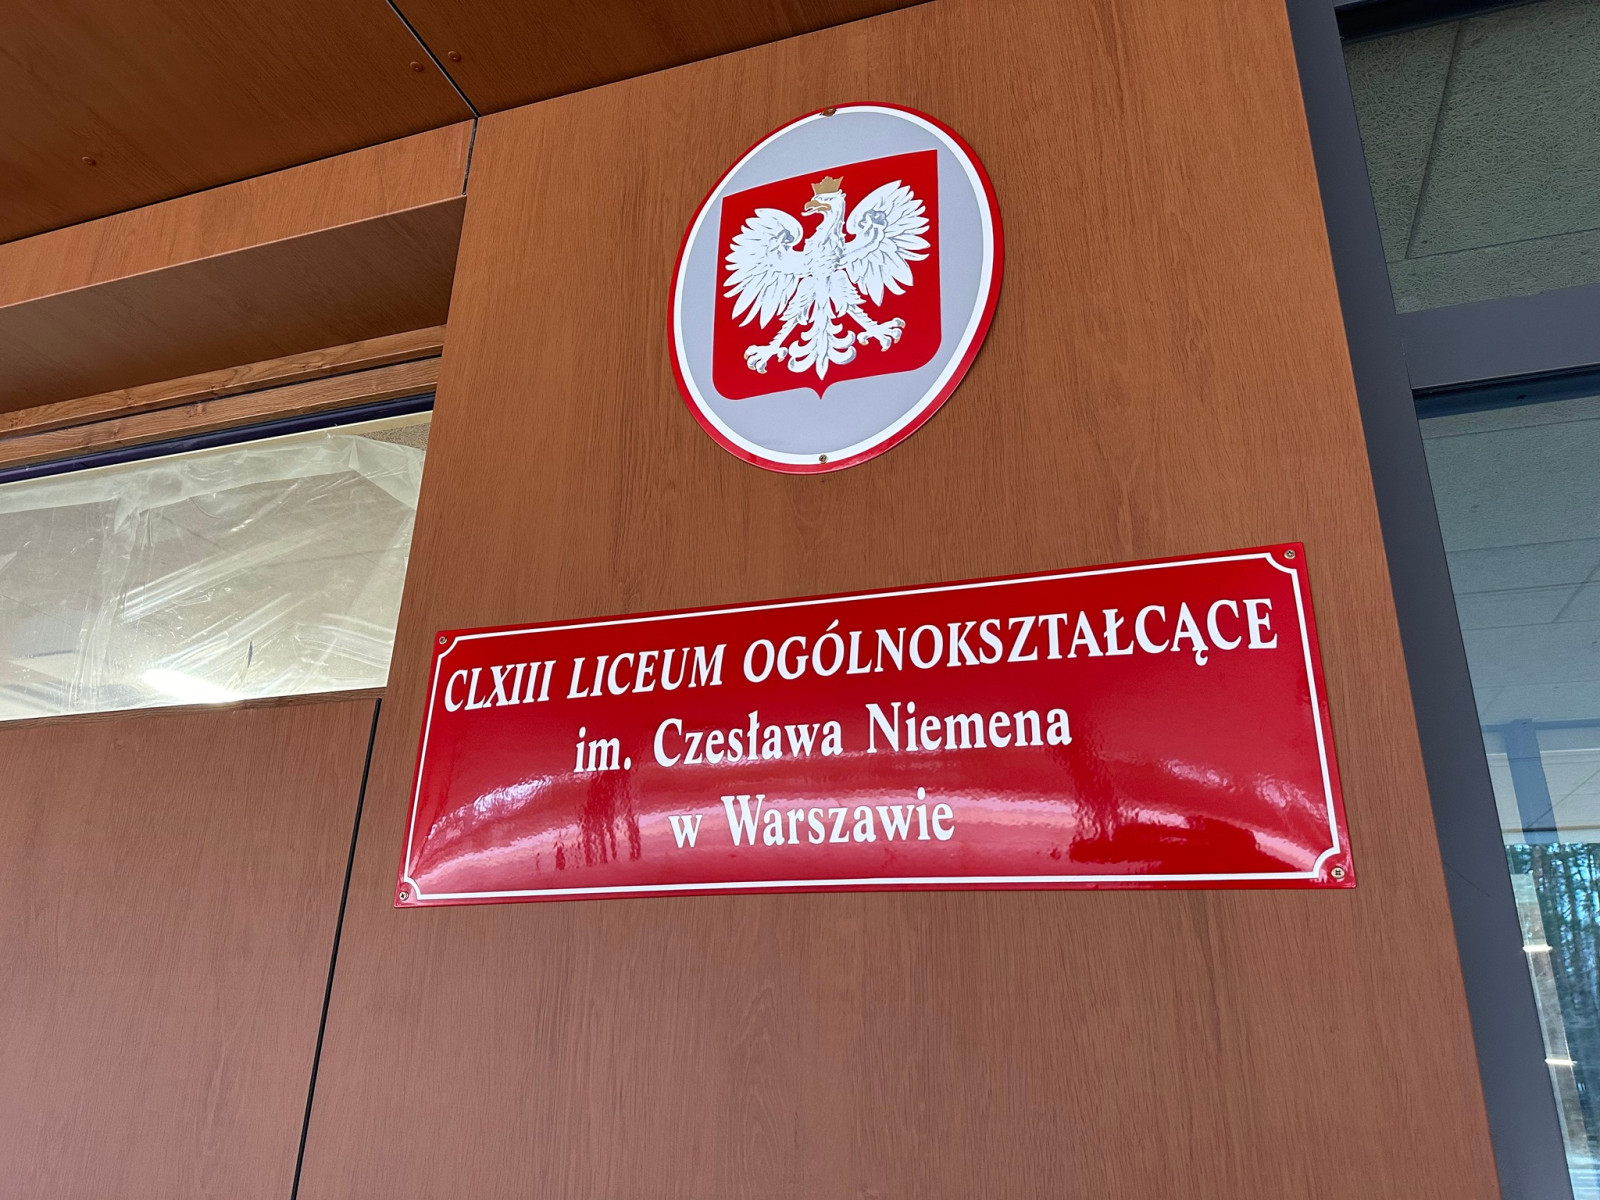 CLXIII LICEUM OGÓLNOKSZTAŁCĄCE
im. Czesława Niemena
w Warszawie